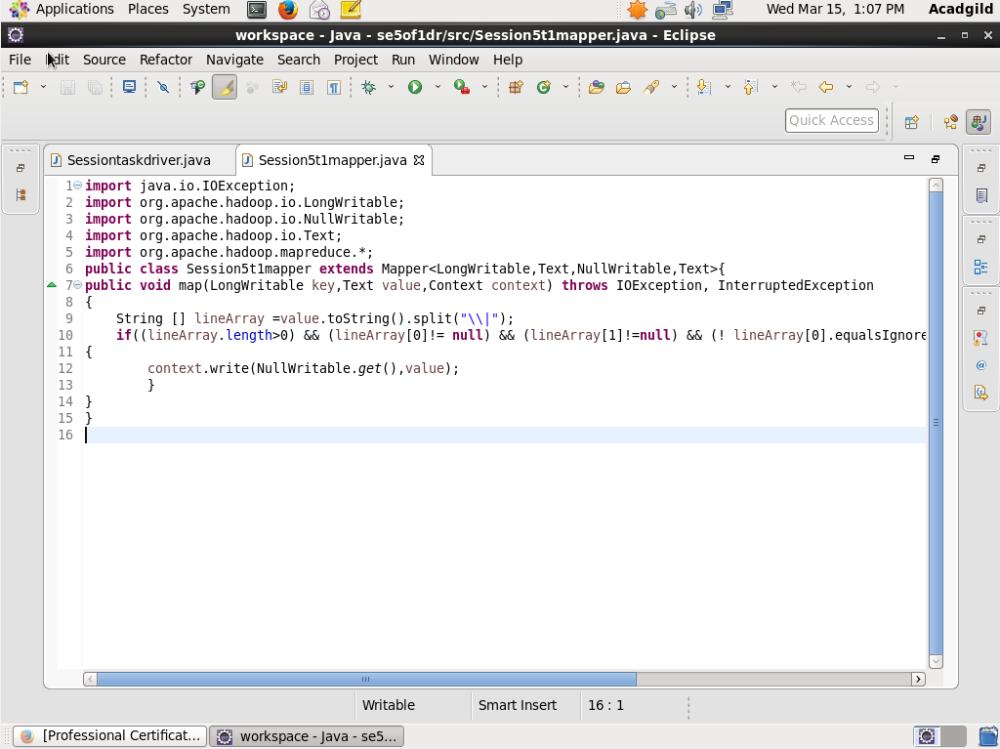 Applications Places System Wed Mar 15, 1:07 PM Acadgild
workspace - Java - se5of1dr/src/Session5t1mapper.java - Eclipse
File Edit Source Refactor Navigate Search Project Run Window Help
Quick Access
Sessiontaskdriver.java Session5t1mapper.java
1 import java.io.IOException;
2 import org.apache.hadoop.io.LongWritable;
3 import org.apache.hadoop.io.NullWritable;
4 import org.apache.hadoop.io.Text;
5 import org.apache.hadoop.mapreduce.*;
6 public class Session5t1mapper extends Mapper<LongWritable,Text,NullWritable,Text>{
7 public void map(LongWritable key,Text value,Context context) throws IOException, InterruptedException
8 {
9 String [] lineArray =value.toString().split("\\|");
10 if((lineArray.length>0) && (lineArray[0]!= null) && (lineArray[1]!=null) && (! lineArray[0].equalsIgnore
11 {
12 context.write(NullWritable.get(),value);
13 }
14 }
15 }
16
Writable Smart Insert 16 : 1
[Professional Certificat... workspace - Java - se5...